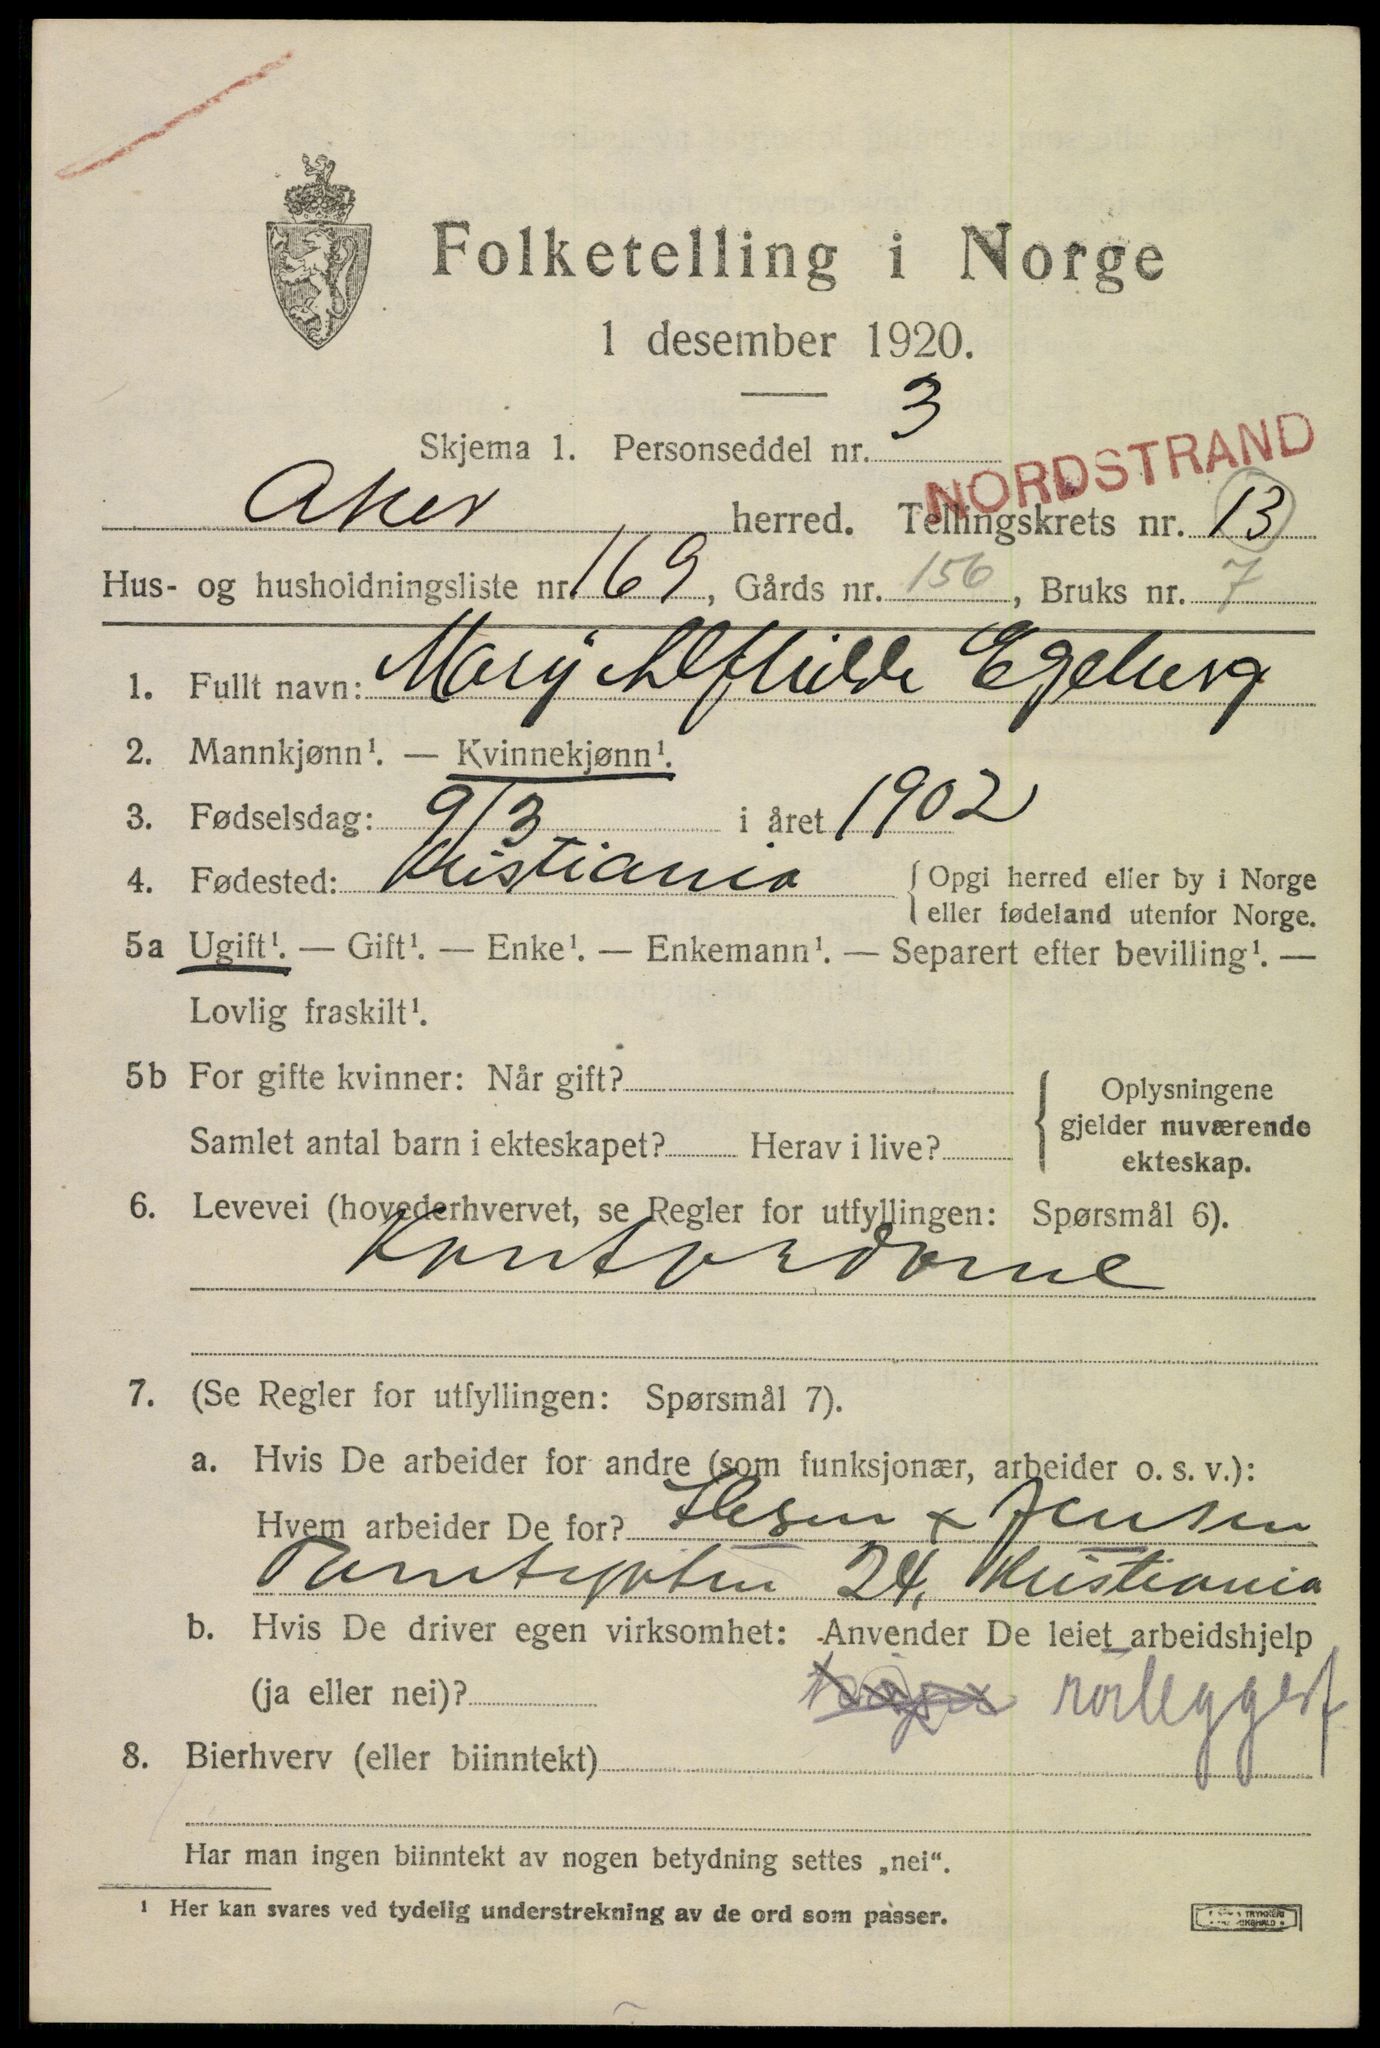 Folketelling i Norge
1 desember 1920.
Skjema 1. Personseddel nr. 3
NORDSTRAND
Aker herred. Tellingskrets nr. 13
Hus- og husholdningsliste nr. 169, Gårds nr. 156, Bruks nr. 7
1. Fullt navn: Mary Alfhilde Egeberg
2. Mannkjønn¹. — Kvinnekjønn¹.
3. Fødselsdag: 9/3 i året 1902
4. Fødested: Kristiania { Opgi herred eller by i Norge
eller fødeland utenfor Norge.
5a Ugift¹. — Gift¹. — Enke¹. — Enkemann¹. — Separert efter bevilling¹. —
Lovlig fraskilt¹.
5b For gifte kvinner: Når gift?
Samlet antal barn i ekteskapet? Herav i live?
{ Oplysningene
gjelder nuværende
ekteskap.
6. Levevei (hovederhvervet, se Regler for utfyllingen: Spørsmål 6).
Kontordame
7. (Se Regler for utfyllingen: Spørsmål 7).
a. Hvis De arbeider for andre (som funksjonær, arbeider o. s. v.):
Hvem arbeider De for? & Jensen
24, Kristiania
b. Hvis De driver egen virksomhet: Anvender De leiet arbeidshjelp
(ja eller nei)? rörleggerf
8. Bierhverv (eller biinntekt)
Har man ingen biinntekt av nogen betydning settes „nei“.
¹ Her kan svares ved tydelig understrekning av de ord som passer.